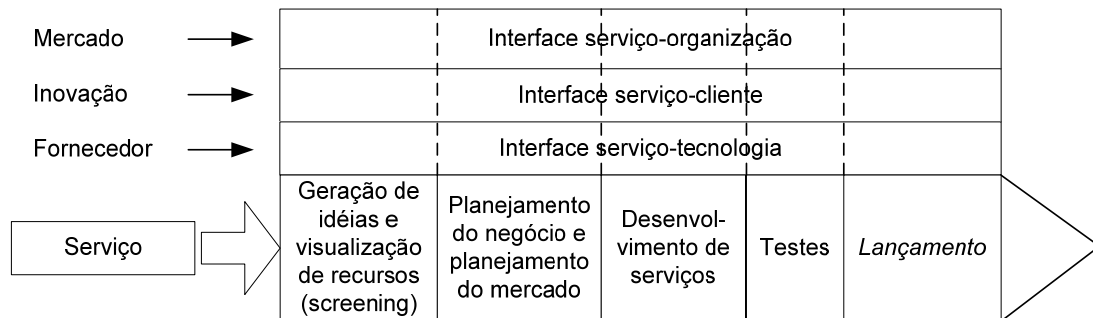 Mercado
Interface serviço-organização
Inovação
Interface serviço-cliente
Fornecedor
Interface serviço-tecnologia
Serviço
Geração de
idéias e
visualização
de recursos
(screening)
Planejamento
do negócio e
planejamento
do mercado
Desenvol-
vimento de
serviços
Testes
Lançamento